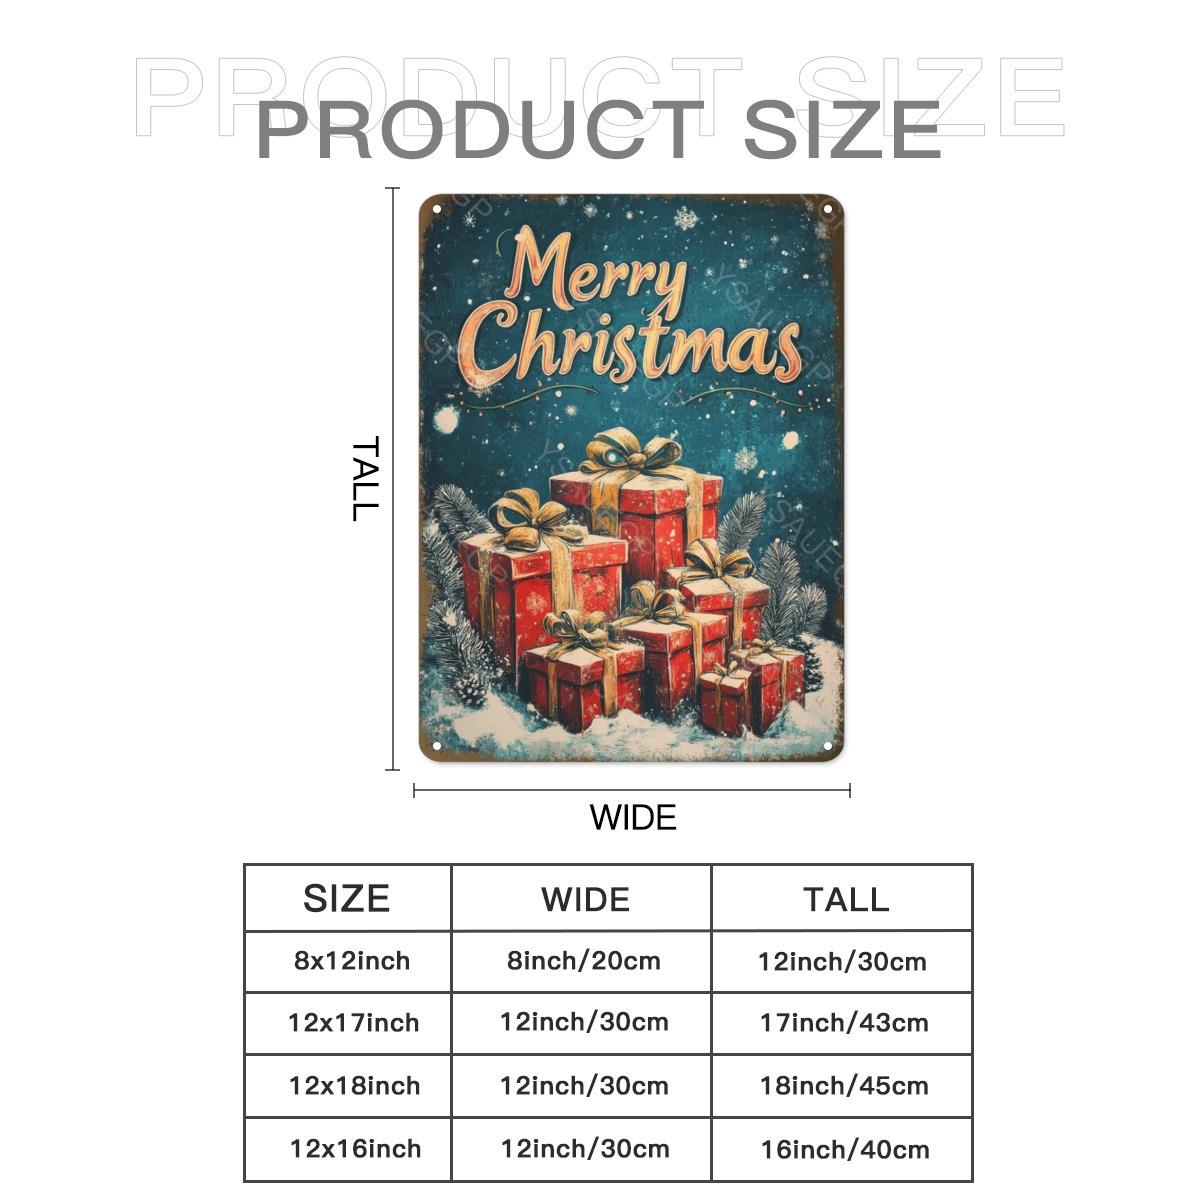 PRODUCT SIZE
PRODUCT SIZE
Merry
Christmas
TALL
WIDE
SIZE WIDE TALL
8x12inch 8inch/20cm 12inch/30cm
12x17inch 12inch/30cm 17inch/43cm
12x18inch 12inch/30cm 18inch/45cm
12x16inch 12inch/30cm 16inch/40cm